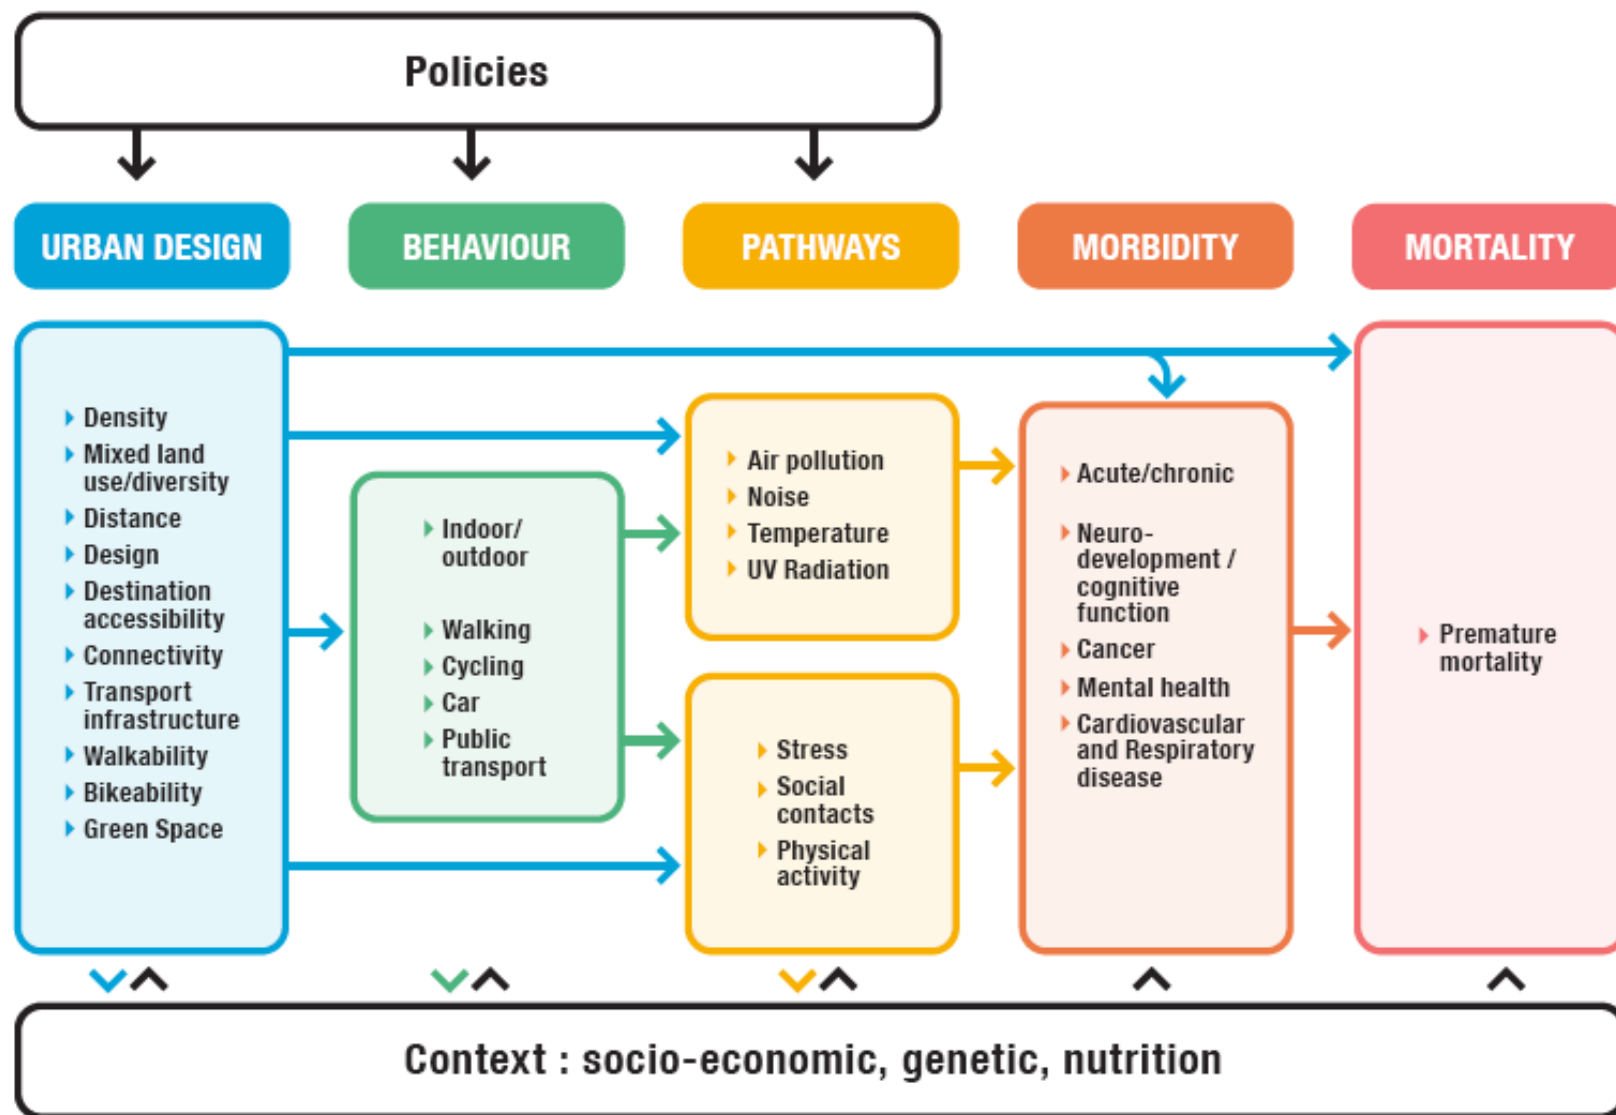 Policies
URBAN DESIGN
BEHAVIOUR
PATHWAYS
MORBIDITY
MORTALITY
Density
Mixed land
use/diversity
Distance
Design
Destination
accessibility
Connectivity
Transport
infrastructure
Walkability
Bikeability
Green Space
Indoor/
outdoor
Walking
Cycling
Car
Public
transport
Air pollution
Noise
Temperature
UV Radiation
Stress
Social
contacts
Physical
activity
Acute/chronic
Neuro-
development /
cognitive
function
Cancer
Mental health
Cardiovascular
and Respiratory
disease
Premature
mortality
Context : socio-economic, genetic, nutrition